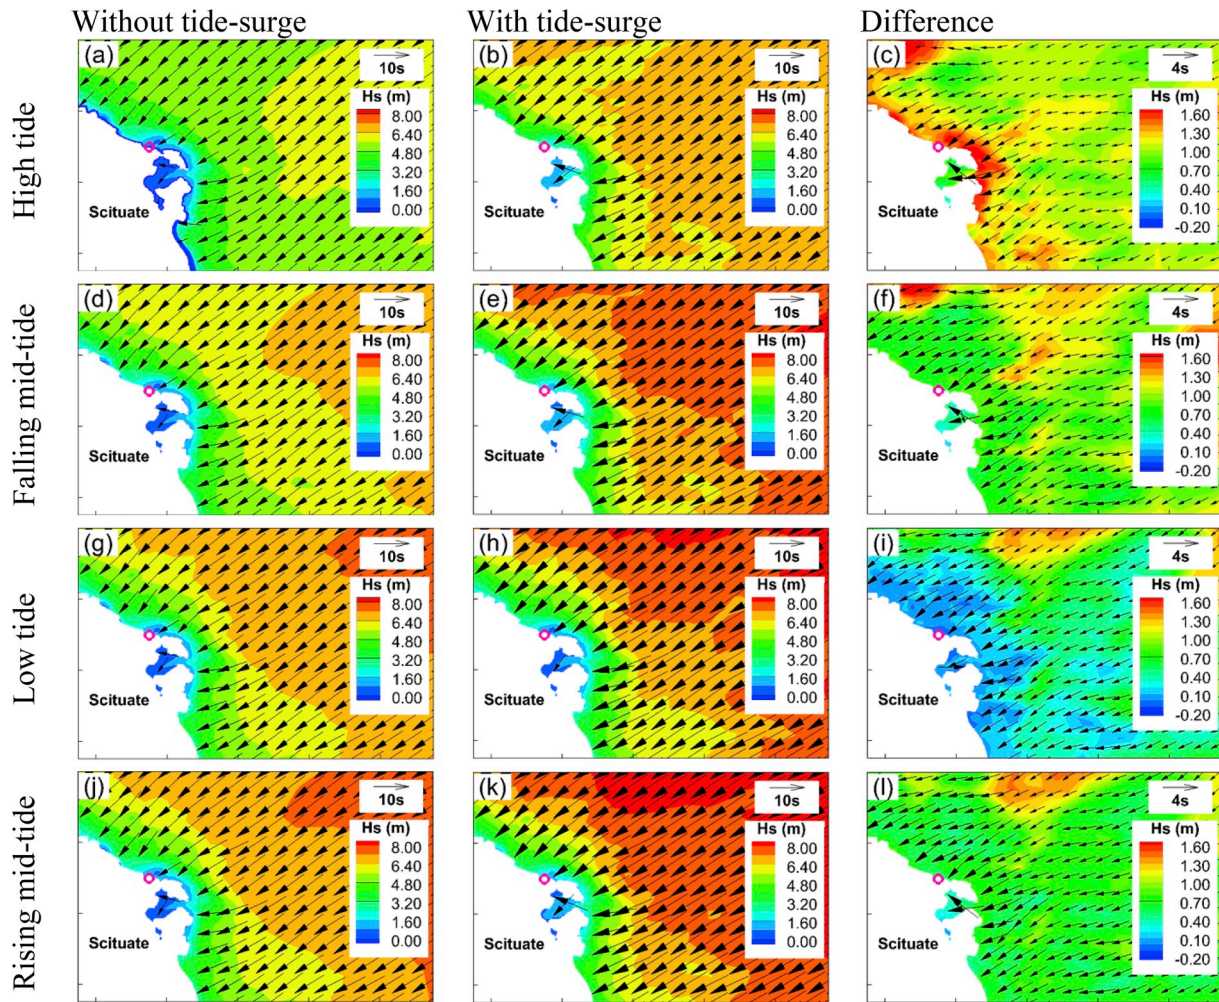 Without tide-surge With tide-surge Difference
High tide
(a)
10s
Hs (m)
8.00
6.40
4.80
3.20
1.60
0.00
Scituate
(b)
10s
Hs (m)
8.00
6.40
4.80
3.20
1.60
0.00
Scituate
(c)
4s
Hs (m)
1.60
1.30
1.00
0.70
0.40
0.10
-0.20
Scituate
Falling mid-tide
(d)
10s
Hs (m)
8.00
6.40
4.80
3.20
1.60
0.00
Scituate
(e)
10s
Hs (m)
8.00
6.40
4.80
3.20
1.60
0.00
Scituate
(f)
4s
Hs (m)
1.60
1.30
1.00
0.70
0.40
0.10
-0.20
Scituate
Low tide
(g)
10s
Hs (m)
8.00
6.40
4.80
3.20
1.60
0.00
Scituate
(h)
10s
Hs (m)
8.00
6.40
4.80
3.20
1.60
0.00
Scituate
(i)
4s
Hs (m)
1.60
1.30
1.00
0.70
0.40
0.10
-0.20
Scituate
Rising mid-tide
(j)
10s
Hs (m)
8.00
6.40
4.80
3.20
1.60
0.00
Scituate
(k)
10s
Hs (m)
8.00
6.40
4.80
3.20
1.60
0.00
Scituate
(l)
4s
Hs (m)
1.60
1.30
1.00
0.70
0.40
0.10
-0.20
Scituate